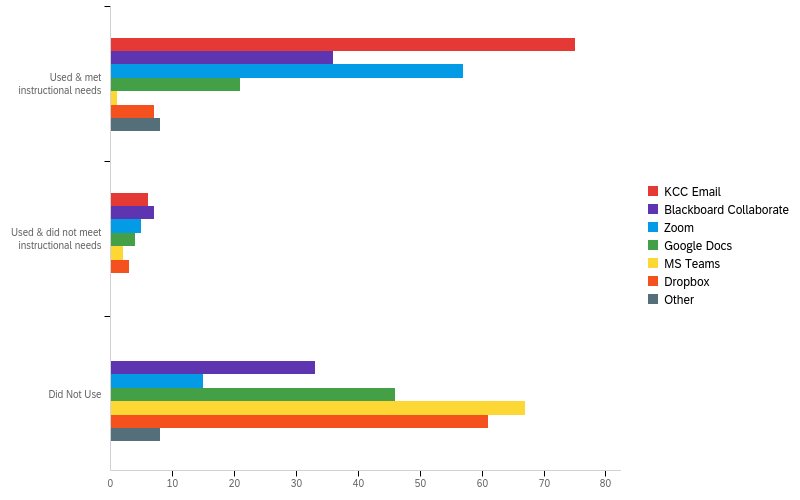 Used & met
instructional needs
Used & did not meet
instructional needs
Did Not Use
0 10 20 30 40 50 60 70 80
KCC Email
Blackboard Collaborate
Zoom
Google Docs
MS Teams
Dropbox
Other